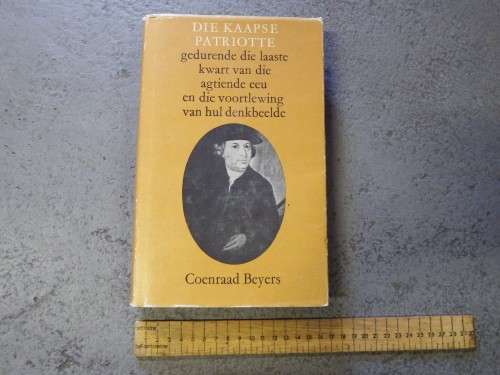 DIE KAAPSE
PATRIOTTE
gedurende die laaste
kwart van die
agtiende eeu
en die voortlewing
van hul denkbeelde
Coenraad Beyers